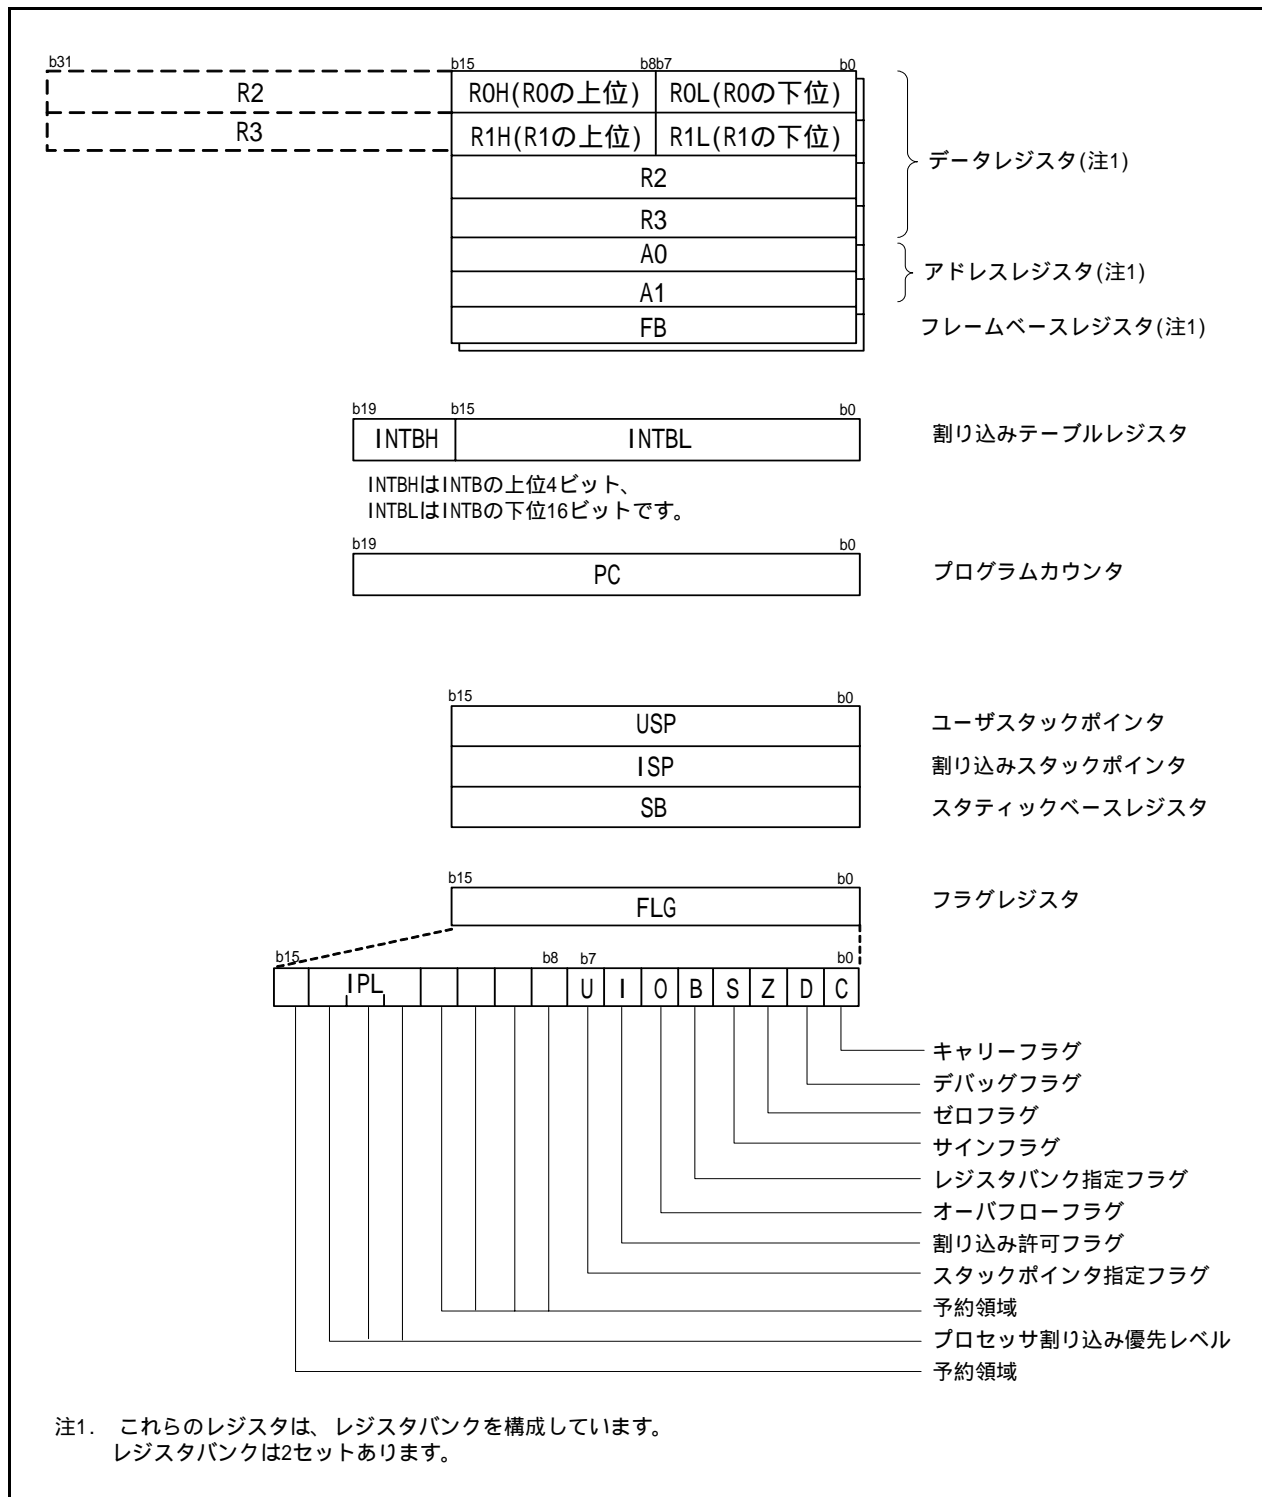 b31 b15 b8b7 b0
R2 R0H(R0の上位) R0L(R0の下位)
R3 R1H(R1の上位) R1L(R1の下位)
R2
データレジスタ(注1)
R3
A0
アドレスレジスタ(注1)
A1
FB フレームベースレジスタ(注1)
b19 b15 b0
INTBH INTBL 割り込みテーブルレジスタ
INTBHはINTBの上位4ビット、
INTBLはINTBの下位16ビットです。
b19 b0
PC プログラムカウンタ
b15 b0
USP ユーザスタックポインタ
ISP 割り込みスタックポインタ
SB スタティックベースレジスタ
b15 b0
FLG フラグレジスタ
b15 b8 b7 b0
IPL U I O B S Z D C
キャリーフラグ
デバッグフラグ
ゼロフラグ
サインフラグ
レジスタバンク指定フラグ
オーバフローフラグ
割り込み許可フラグ
スタックポインタ指定フラグ
予約領域
プロセッサ割り込み優先レベル
予約領域
注1. これらのレジスタは、レジスタバンクを構成しています。
レジスタバンクは2セットあります。